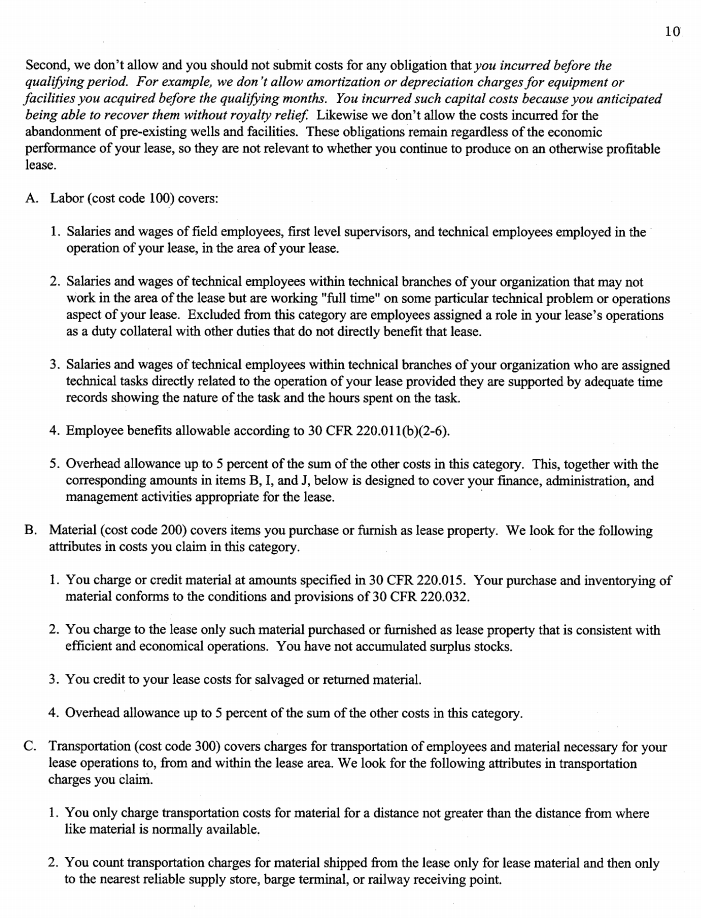 10
Second, we don't allow and you should not submit costs for any obligation that you incurred before the
qualifying period. For example, we don't allow amortization or depreciation charges for equipment or
facilities you acquired before the qualifying months. You incurred such capital costs because you anticipated
being able to recover them without royalty relief. Likewise we don't allow the costs incurred for the
abandonment of pre-existing wells and facilities. These obligations remain regardless of the economic
performance of your lease, so they are not relevant to whether you continue to produce on an otherwise profitable
lease.
A. Labor (cost code 100) covers:
1. Salaries and wages of field employees, first level supervisors, and technical employees employed in the
operation of your lease, in the area of your lease.
2. Salaries and wages of technical employees within technical branches of your organization that may not
work in the area of the lease but are working "full time" on some particular technical problem or operations
aspect of your lease. Excluded from this category are employees assigned a role in your lease's operations
as a duty collateral with other duties that do not directly benefit that lease.
3. Salaries and wages of technical employees within technical branches of your organization who are assigned
technical tasks directly related to the operation of your lease provided they are supported by adequate time
records showing the nature of the task and the hours spent on the task.
4. Employee benefits allowable according to 30 CFR 220.011(b)(2-6).
5. Overhead allowance up to 5 percent of the sum of the other costs in this category. This, together with the
corresponding amounts in items B, I, and J, below is designed to cover your finance, administration, and
management activities appropriate for the lease.
B. Material (cost code 200) covers items you purchase or furnish as lease property. We look for the following
attributes in costs you claim in this category.
1. You charge or credit material at amounts specified in 30 CFR 220.015. Your purchase and inventorying of
material conforms to the conditions and provisions of 30 CFR 220.032.
2. You charge to the lease only such material purchased or furnished as lease property that is consistent with
efficient and economical operations. You have not accumulated surplus stocks.
3. You credit to your lease costs for salvaged or returned material.
4. Overhead allowance up to 5 percent of the sum of the other costs in this category.
C. Transportation (cost code 300) covers charges for transportation of employees and material necessary for your
lease operations to, from and within the lease area. We look for the following attributes in transportation
charges you claim.
1. You only charge transportation costs for material for a distance not greater than the distance from where
like material is normally available.
2. You count transportation charges for material shipped from the lease only for lease material and then only
to the nearest reliable supply store, barge terminal, or railway receiving point.